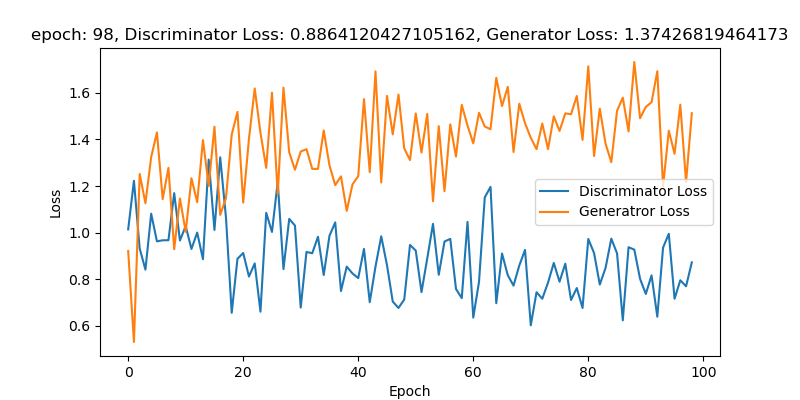 epoch: 98, Discriminator Loss: 0.8864120427105162, Generator Loss: 1.37426819464173
1.6
1.4
1.2
1.0
0.8
0.6
Loss
Discriminator Loss
Generatror Loss
0
20
40
60
80
100
Epoch